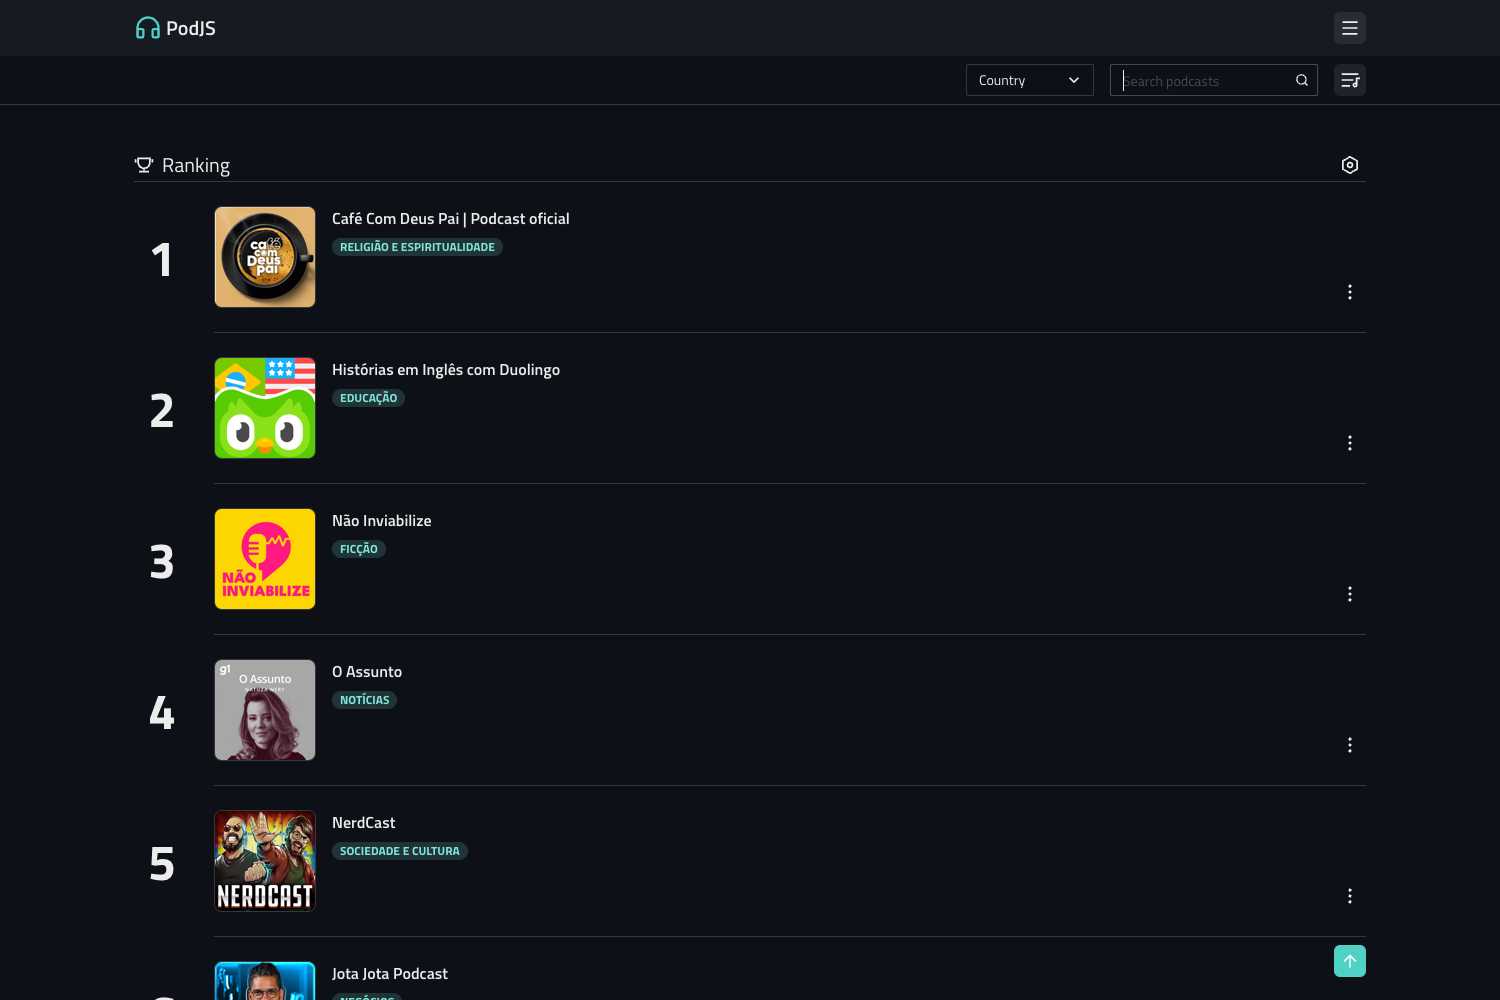 PodJS
Country
Search podcasts
Ranking
1
café
com
Deus
pai
Café Com Deus Pai | Podcast oficial
RELIGIÃO E ESPIRITUALIDADE
2
Histórias em Inglês com Duolingo
EDUCAÇÃO
3
NÃO
INVIABILIZE
Não Inviabilize
FICÇÃO
4
g1
O Assunto
NATUZA NERY
O Assunto
NOTÍCIAS
5
NERDCAST
NerdCast
SOCIEDADE E CULTURA
Jota Jota Podcast
NEGÓCIOS